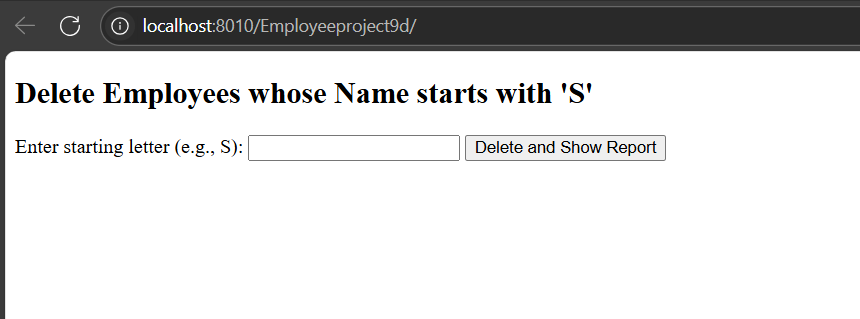 localhost:8010/Employeeproject9d/
Delete Employees whose Name starts with 'S'
Enter starting letter (e.g., S): Delete and Show Report